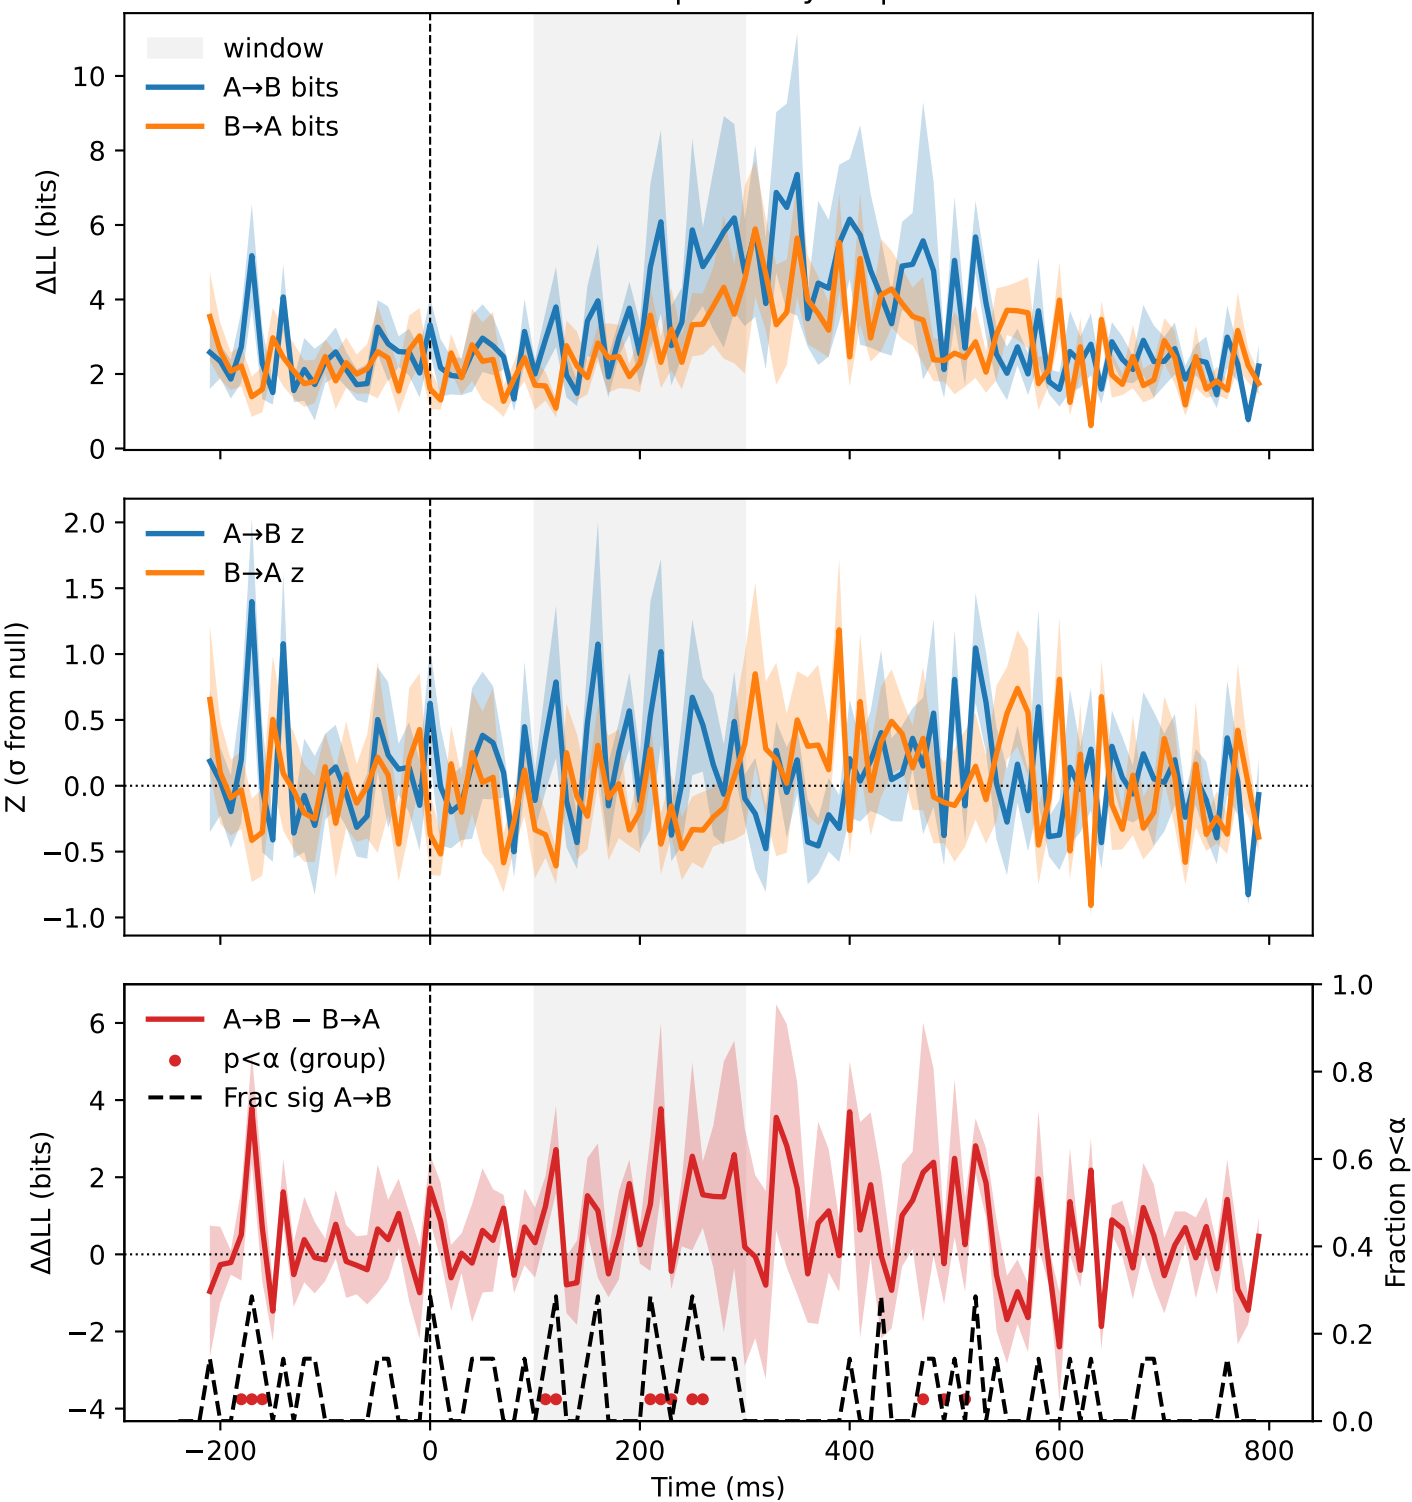 window
A→B bits
B→A bits
10
8
6
4
2
0
ΔLL (bits)
A→B z
B→A z
2.0
1.5
1.0
0.5
0.0
−0.5
−1.0
Z (σ from null)
A→B − B→A
p<α (group)
Frac sig A→B
6
4
2
0
−2
−4
ΔΔLL (bits)
1.0
0.8
0.6
0.4
0.2
0.0
Fraction p<α
−200
0
200
400
600
800
Time (ms)